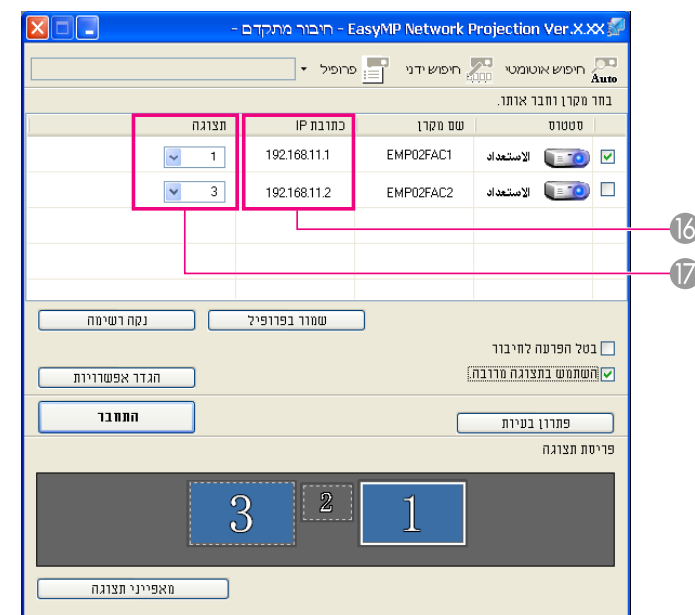 EasyMP Network Projection Ver.X.XX - חיבור מתקדם -
Auto חיפוש אוטומטי חיפוש ידני פרופיל
בחר מקרן וחבר אותו.
סטטוס שם מקרן כתובת IP תצוגה
الاستعداد EMP02FAC1 192.168.11.1 1
الاستعداد EMP02FAC2 192.168.11.2 3
16
17
שמור בפרופיל נקה רשימה
בטל הפרעה לחיבור
השתמש בתצוגה מרובה.
הגדר אפשרויות
התחבר
פתרון בעיות
פריסת תצוגה
1 2 3
מאפייני תצוגה